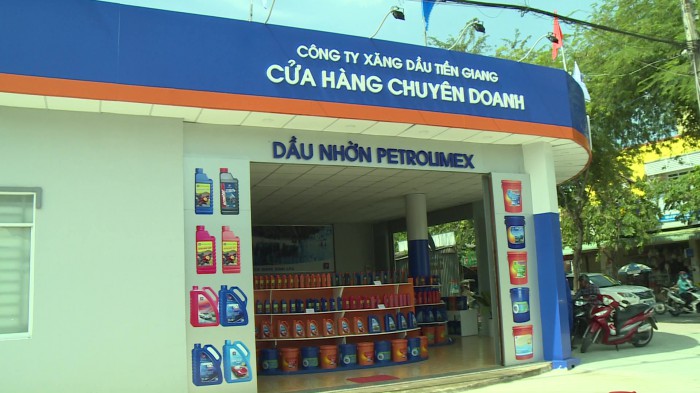 CÔNG TY XĂNG DẦU TIỀN GIANG
CỬA HÀNG CHUYÊN DOANH
DẦU NHỜN PETROLIMEX